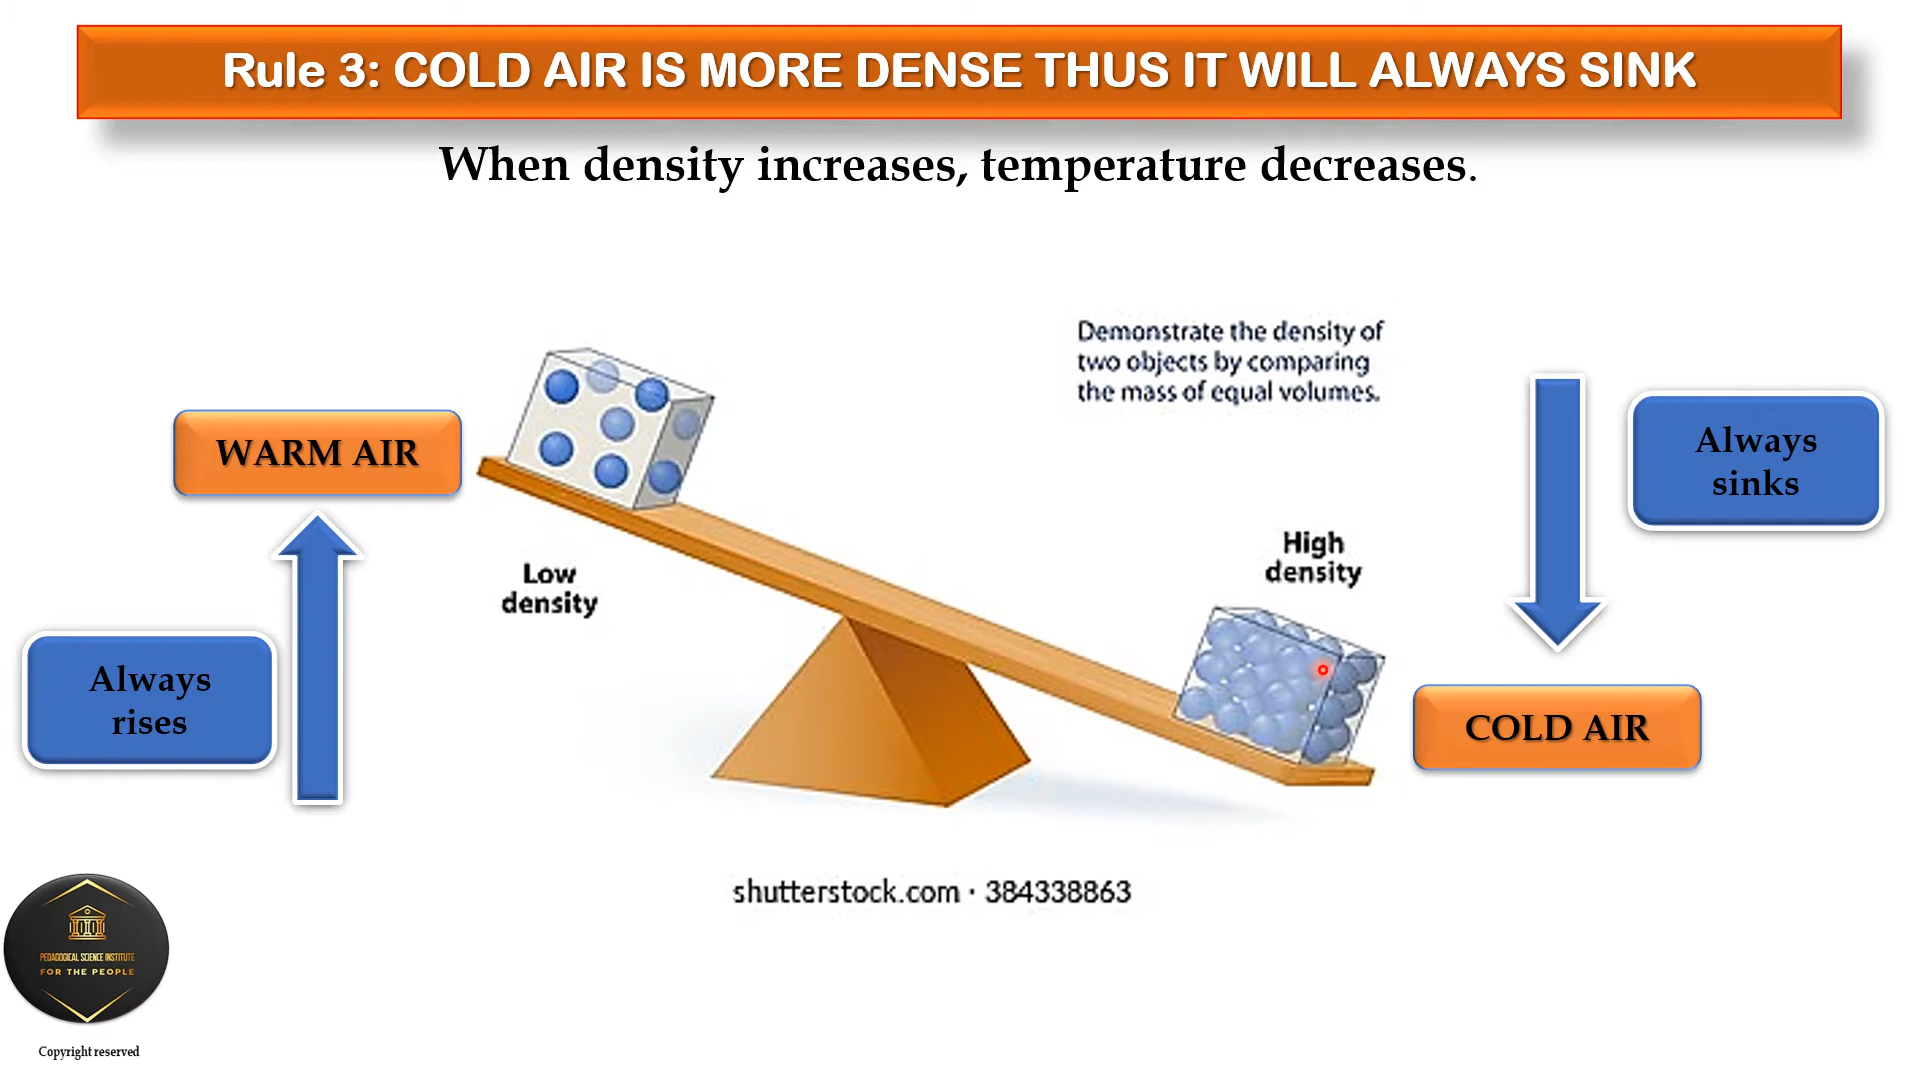 Rule 3: COLD AIR IS MORE DENSE THUS IT WILL ALWAYS SINK
When density increases, temperature decreases.
Demonstrate the density of
two objects by comparing
the mass of equal volumes.
WARM AIR
Always
sinks
Low
density
High
density
Always
rises
COLD AIR
shutterstock.com · 384338863
PEDAGOGICAL SCIENCE INSTITUTE
FOR THE PEOPLE
Copyright reserved